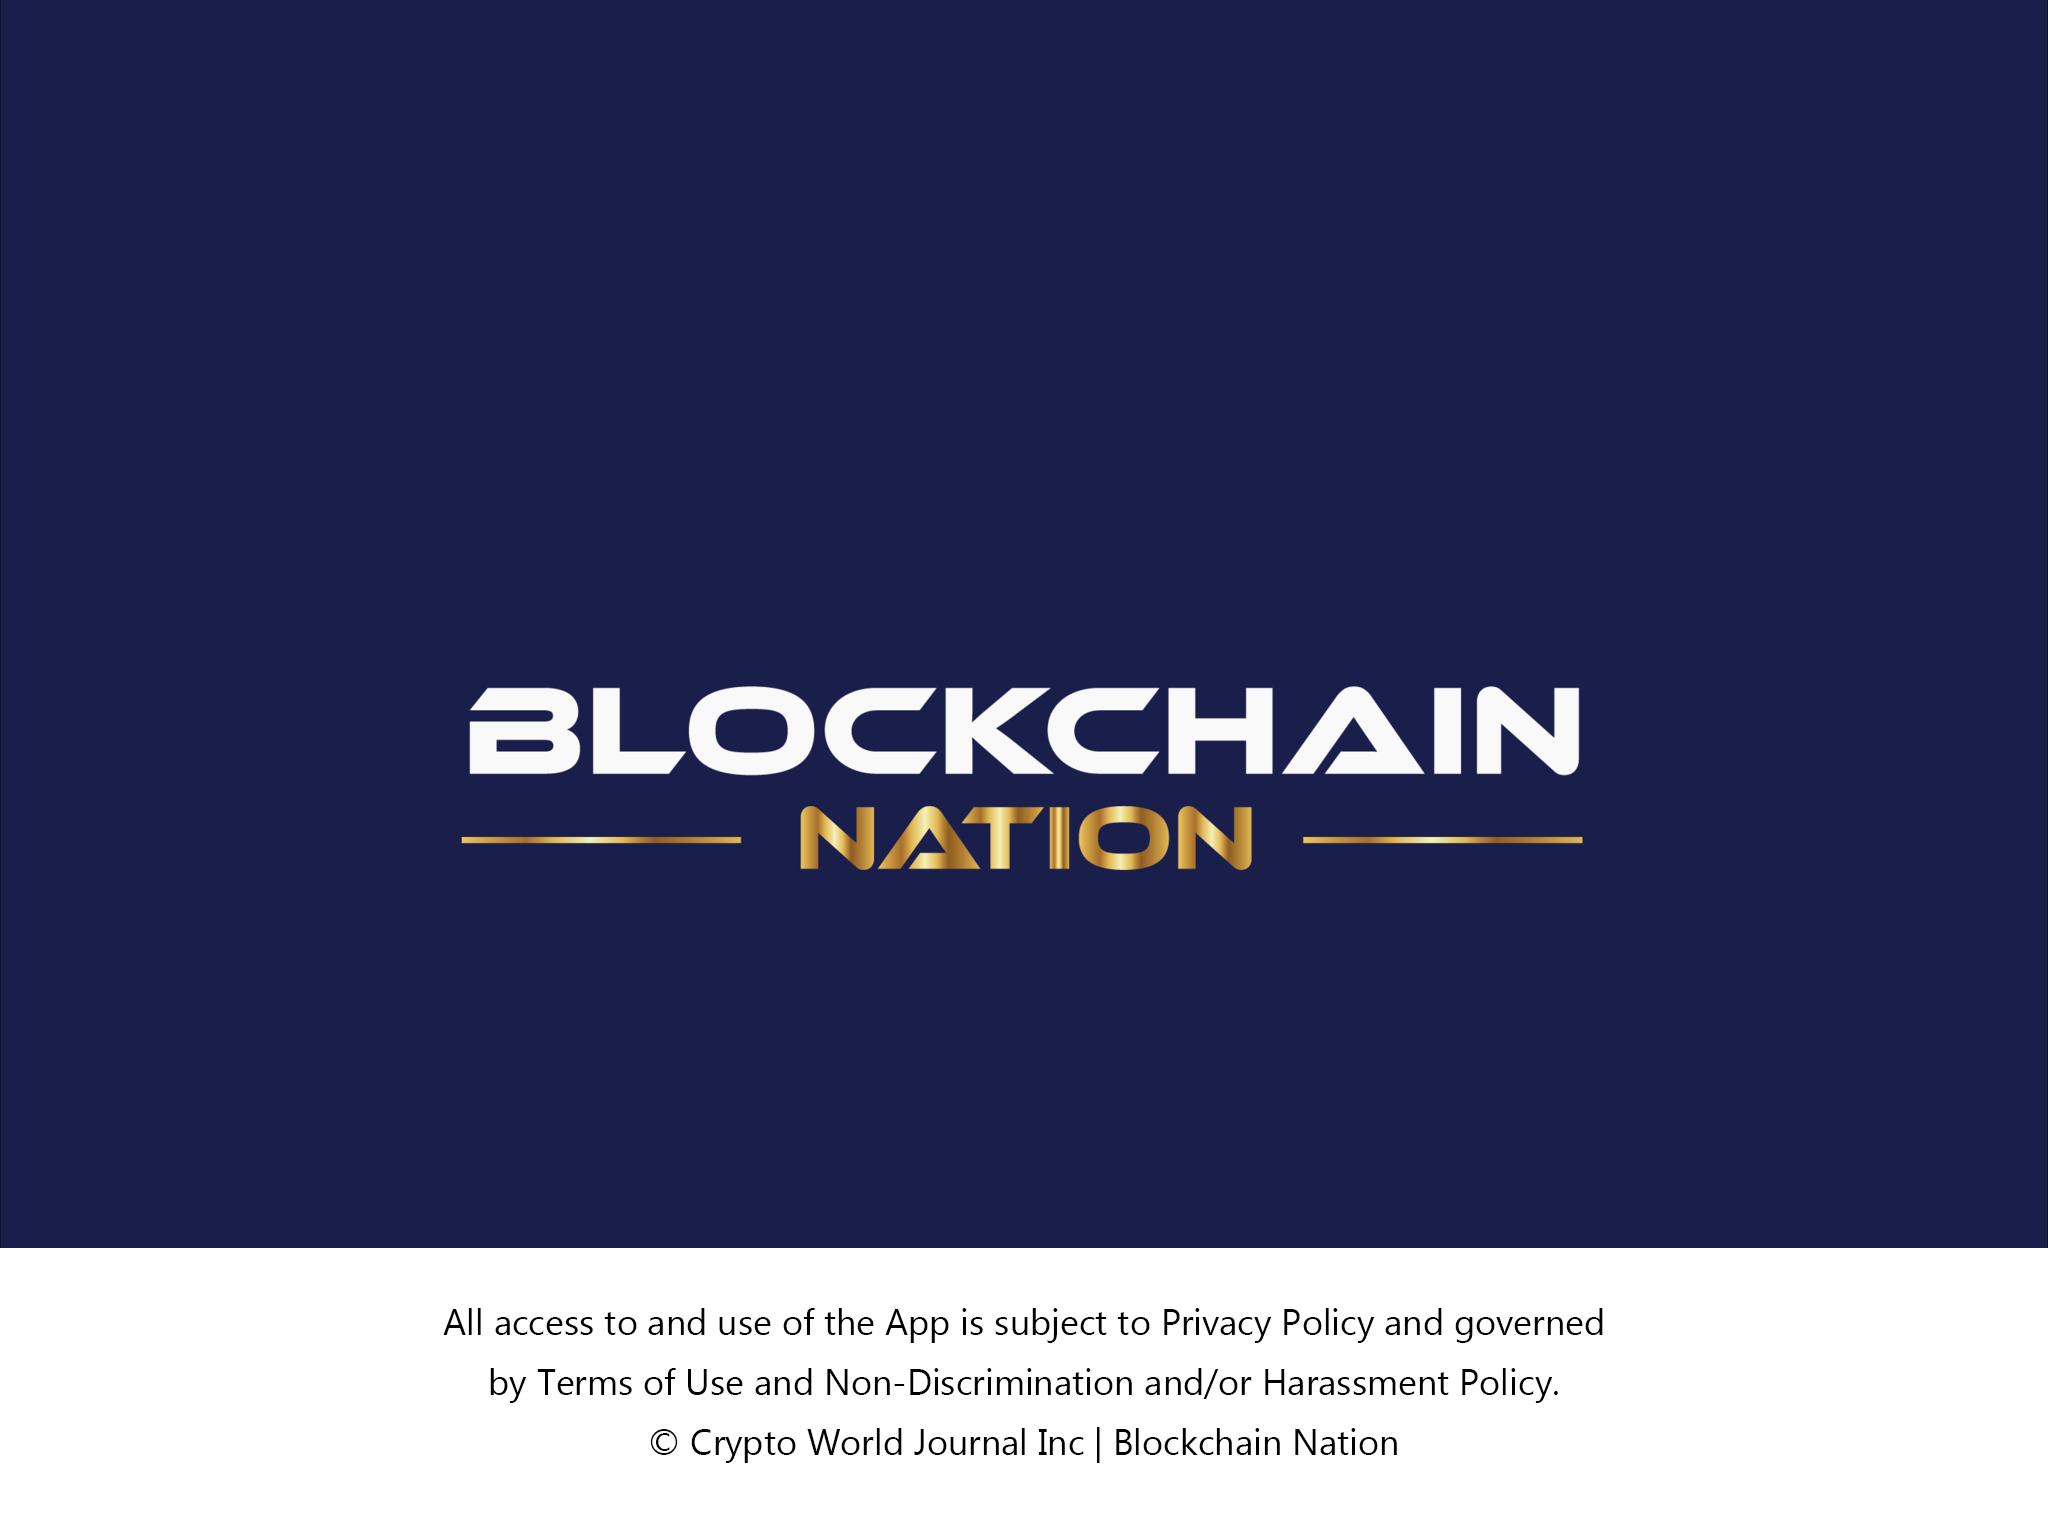 BLOCKCHAIN
NATION
All access to and use of the App is subject to Privacy Policy and governed
by Terms of Use and Non-Discrimination and/or Harassment Policy.
© Crypto World Journal Inc | Blockchain Nation